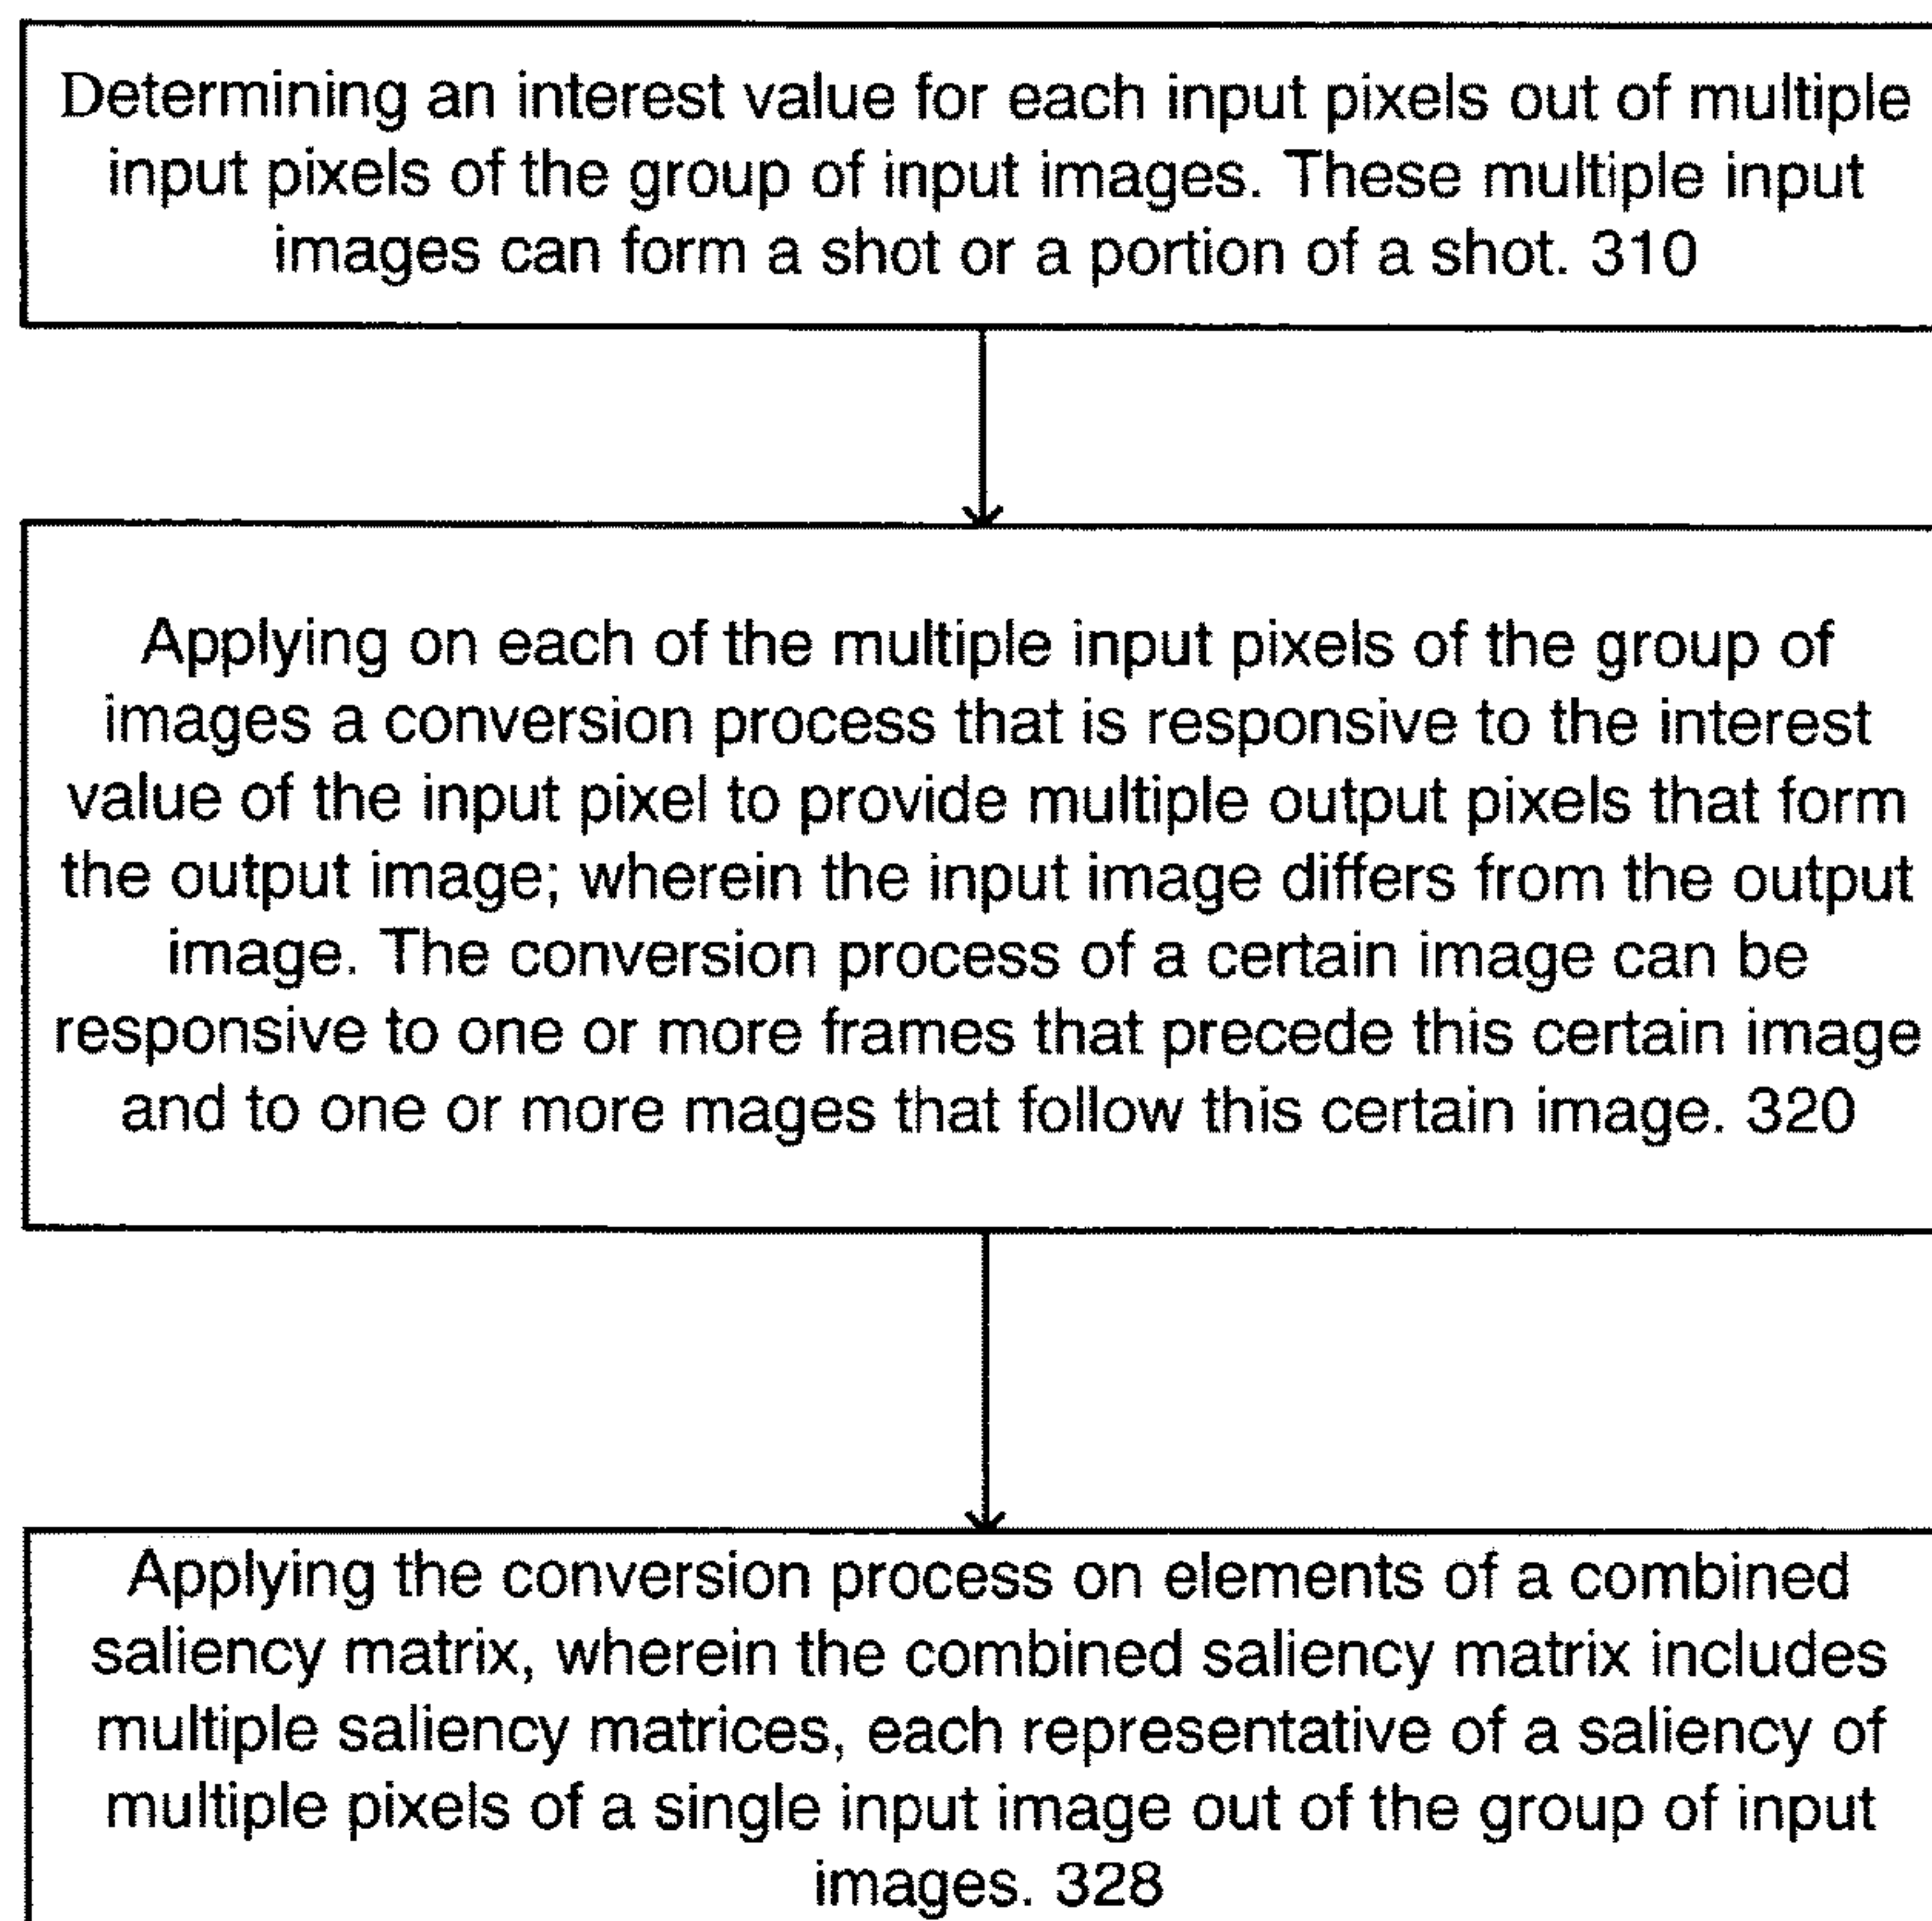 Determining an interest value for each input pixels out of multiple
input pixels of the group of input images. These multiple input
images can form a shot or a portion of a shot. 310
Applying on each of the multiple input pixels of the group of
images a conversion process that is responsive to the interest
value of the input pixel to provide multiple output pixels that form
the output image; wherein the input image differs from the output
image. The conversion process of a certain image can be
responsive to one or more frames that precede this certain image
and to one or more mages that follow this certain image. 320
Applying the conversion process on elements of a combined
saliency matrix, wherein the combined saliency matrix includes
multiple saliency matrices, each representative of a saliency of
multiple pixels of a single input image out of the group of input
images. 328